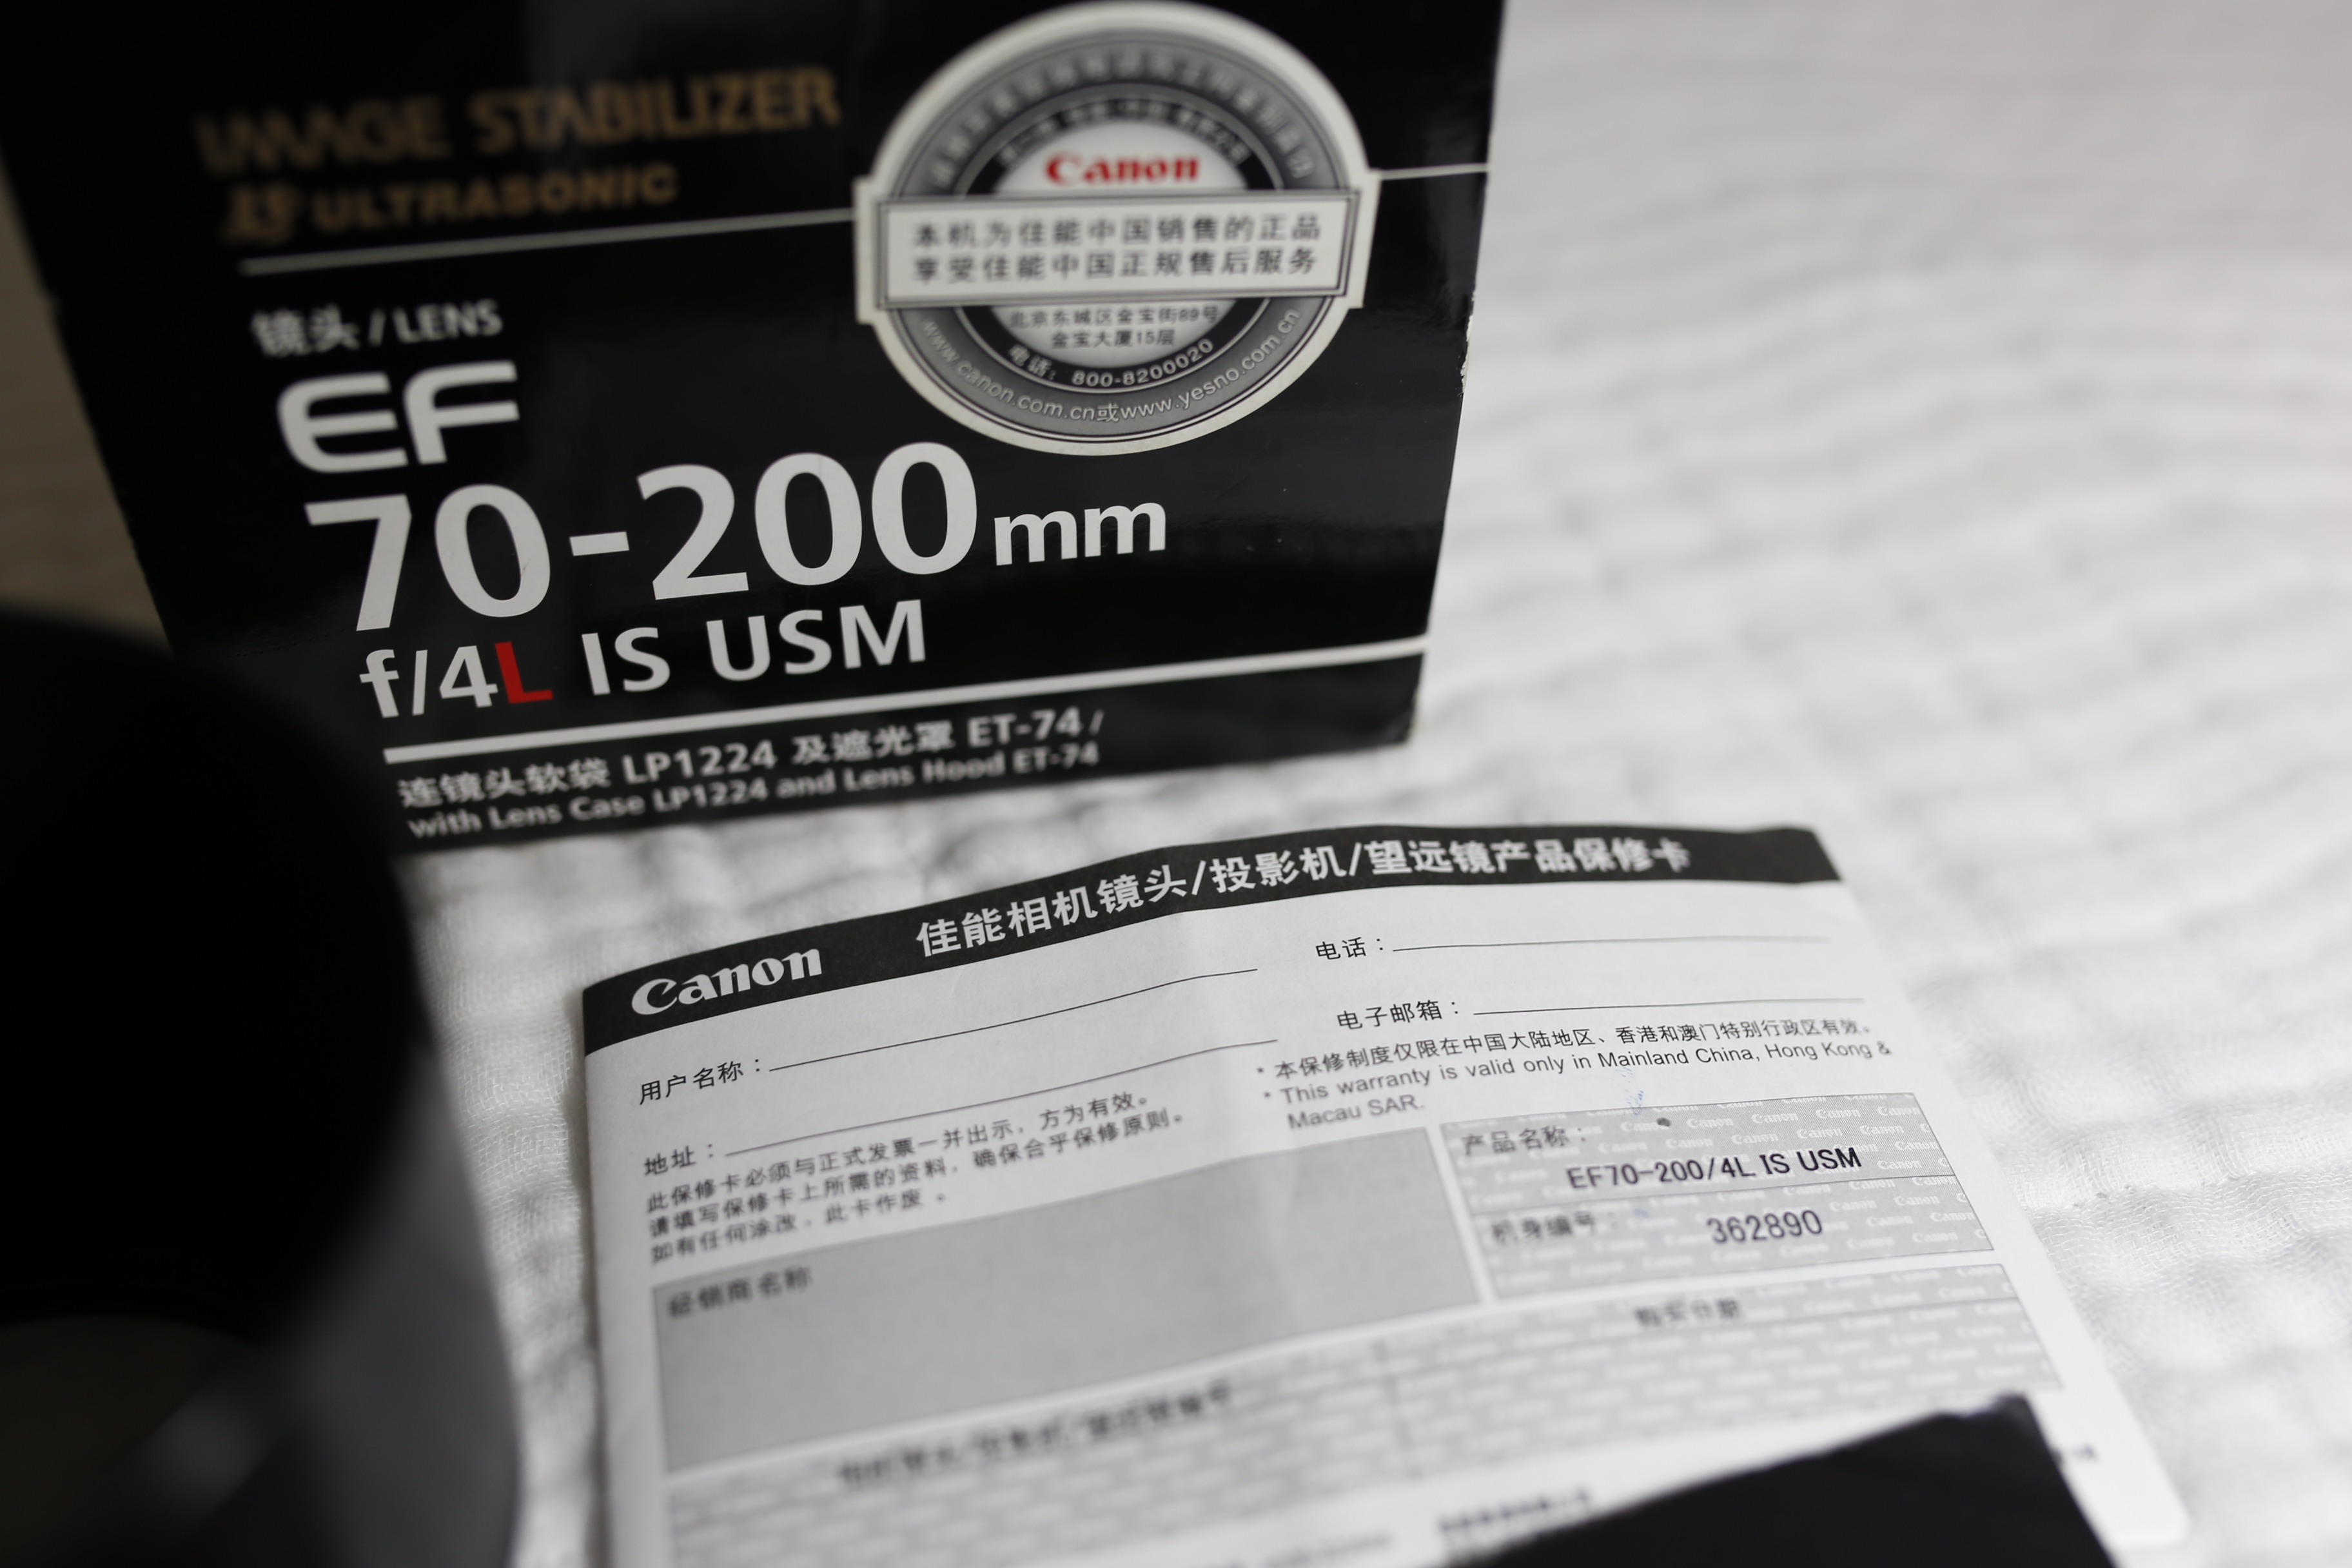 IMAGE STABILIZER
ULTRASONIC
Canon
本机为佳能中国销售的正品
享受佳能中国正规售后服务
北京东城区金宝街89号
金宝大厦15层
电话：800-8200020
www.canon.com.cn或www.yesno.com.cn
镜头/LENS
EF
70-200mm
f/4L IS USM
连镜头软袋 LP1224 及遮光罩 ET-74/
with Lens Case LP1224 and Lens Hood ET-74
Canon 佳能相机镜头/投影机/望远镜产品保修卡
用户名称：
电话：
地址：
电子邮箱：
此保修卡必须与正式发票一并出示，方为有效。
请填写保修卡上所需的资料，确保合乎保修原则。
如有任何涂改，此卡作废。
* 本保修制度仅限在中国大陆地区、香港和澳门特别行政区有效。
* This warranty is valid only in Mainland China, Hong Kong &
Macau SAR.
产品名称：
EF70-200/4L IS USM
机身编号：
362890
经销商名称
购买日期